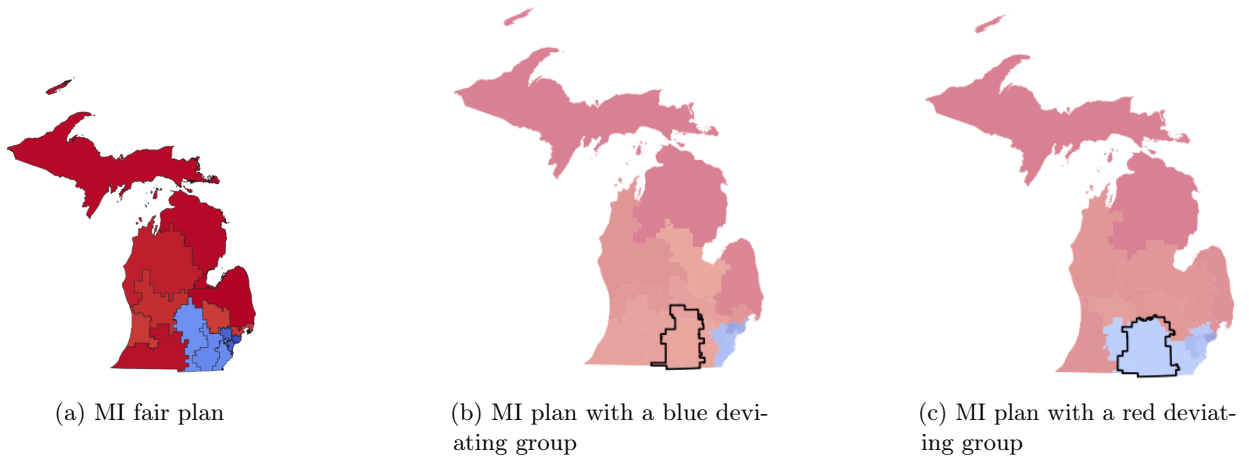 (a) MI fair plan
(b) MI plan with a blue devi-
ating group
(c) MI plan with a red deviat-
ing group